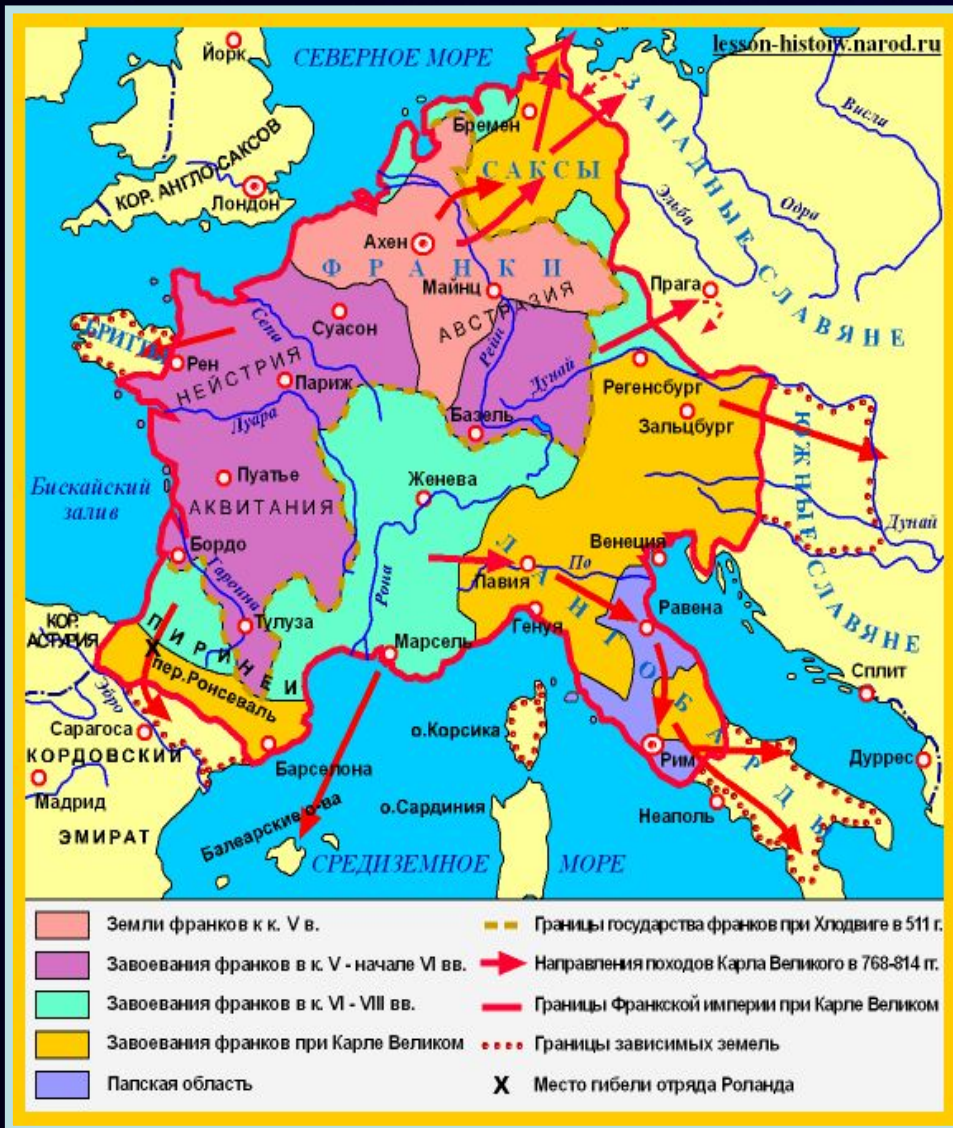 lesson-history.narod.ru
Йорк
СЕВЕРНОЕ МОРЕ
ЗАПАДНЫЕ СЛАВЯНЕ
Висли
Бремен
КОР. АНГЛО-САКСОВ
САКСЫ
Лондон
Эльба
Одра
Ахен
ФРАНКИ
Майнц
АВСТРАЗИЯ
Прага
Суасон
Сена
Рейн
БРИТТЫ
Рен
НЕЙСТРИЯ
Париж
Дунай
Регенсбург
Луара
Базель
Зальцбург
ЮЖНЫЕ СЛАВЯНЕ
Пуатье
Женева
Бискайский
залив
АКВИТАНИЯ
Дунай
Бордо
Венеция
ЛАНГОБАРДЫ
Гаронна
Рона
Павия
По
Равена
КОР.
АСТУРИЯ
ПИРИНЕИ
Тулуза
Марсель
Генуя
пер.Ронсеваль
Сплит
Эбро
Сарагоса
о.Корсика
КОРДОВСКИЙ
Барселона
Рим
Дуррес
Мадрид
о.Сардиния
Неаполь
ЭМИРАТ
Балеарские о-ва
СРЕДИЗЕМНОЕ МОРЕ
Земли франков к к. V в.
Завоевания франков в к. V - начале VI вв.
Завоевания франков в к. VI - VIII вв.
Завоевания франков при Карле Великом
Папская область
Границы государства франков при Хлодвиге в 511 г.
Направления походов Карла Великого в 768-814 гг.
Границы Франкской империи при Карле Великом
Границы зависимых земель
X Место гибели отряда Роланда